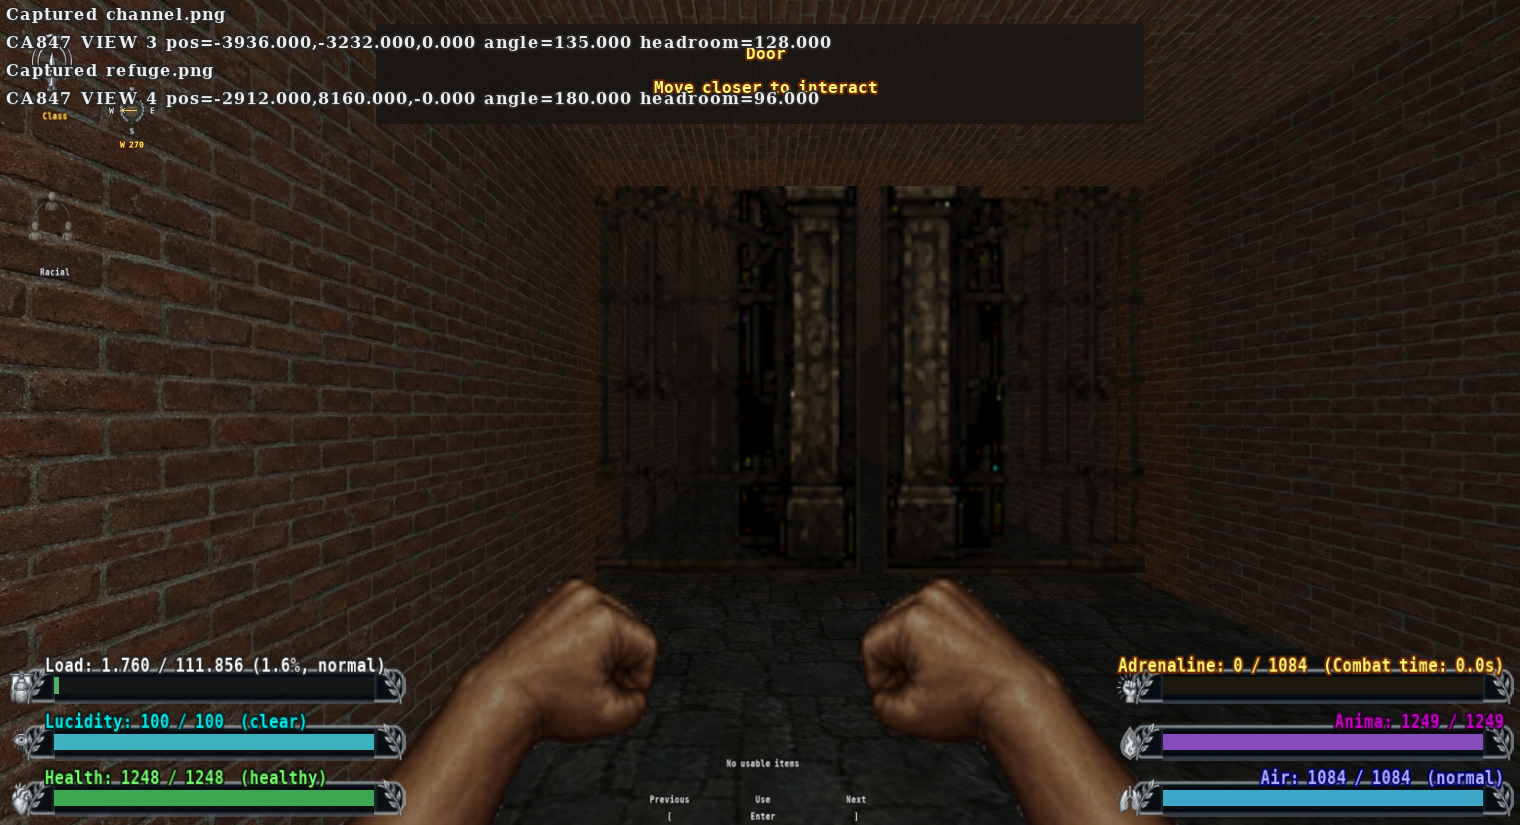 Captured channel.png
CA847 VIEW 3 pos=-3936.000,-3232.000,0.000 angle=135.000 headroom=128.000
Door
Captured refuge.png
Move closer to interact
CA847 VIEW 4 pos=-2912.000,8160.000,-0.000 angle=180.000 headroom=96.000
Class
W E
S
W 270
Racial
Load: 1.760 / 111.856 (1.6%, normal)
Adrenaline: 0 / 1084 (Combat time: 0.0s)
Lucidity: 100 / 100 (clear)
Anima: 1249 / 1249
No usable items
Health: 1248 / 1248 (healthy)
Air: 1084 / 1084 (normal)
Previous Use Next
[ Enter ]